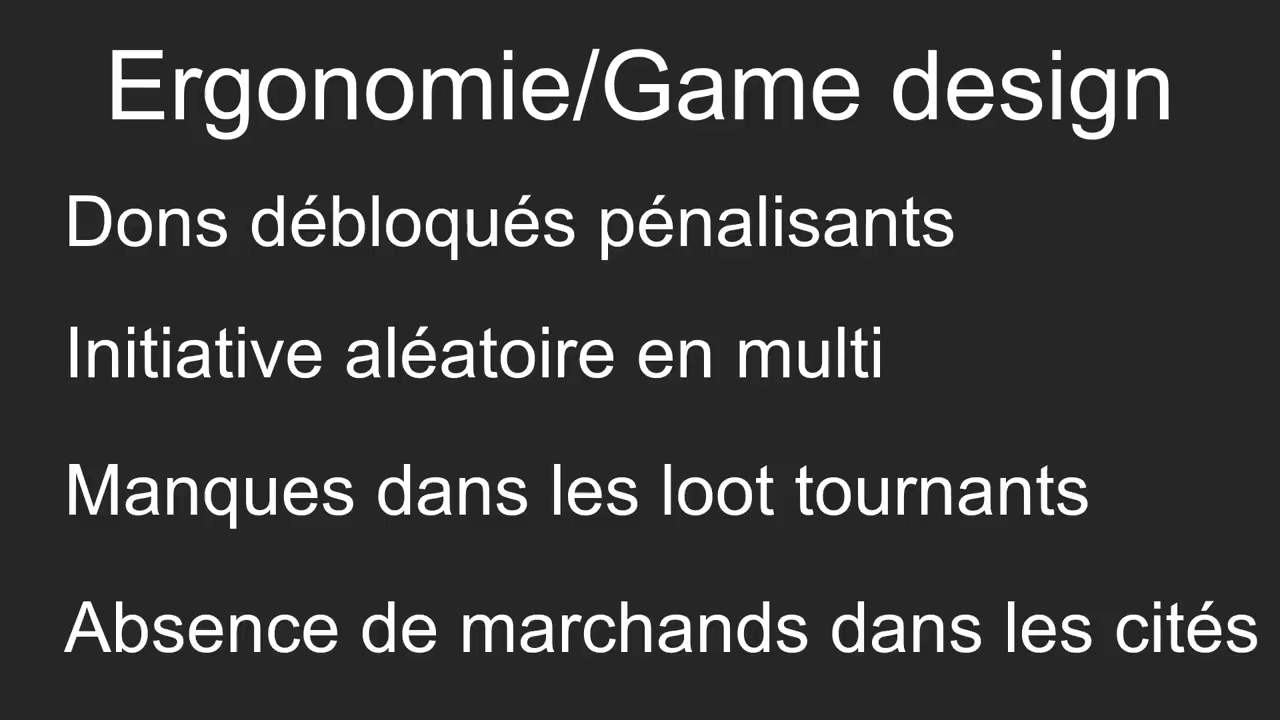 Ergonomie/Game design
Dons débloqués pénalisants
Initiative aléatoire en multi
Manques dans les loot tournants
Absence de marchands dans les cités